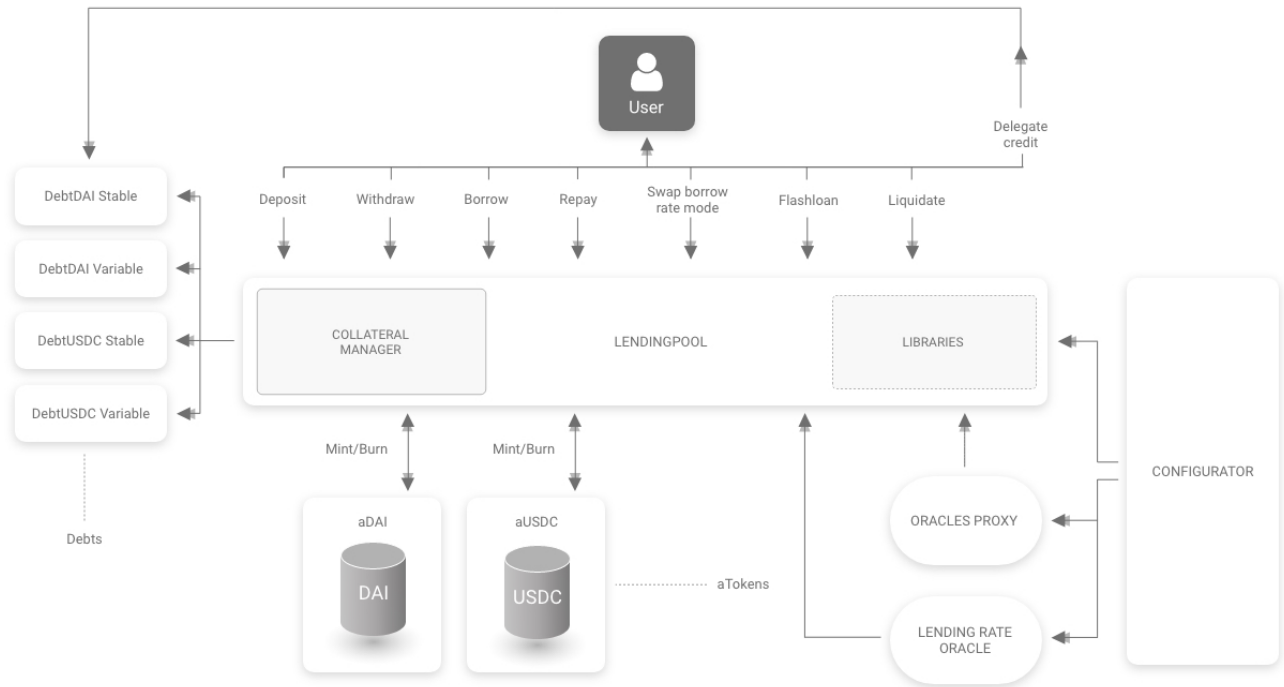 User
Delegate
credit
Deposit
Withdraw
Borrow
Repay
Swap borrow
rate mode
Flashloan
Liquidate
DebtDAI Stable
DebtDAI Variable
DebtUSDC Stable
DebtUSDC Variable
Debts
COLLATERAL
MANAGER
LENDINGPOOL
LIBRARIES
Mint/Burn
Mint/Burn
aDAI
DAI
aUSDC
USDC
aTokens
ORACLES PROXY
LENDING RATE
ORACLE
CONFIGURATOR